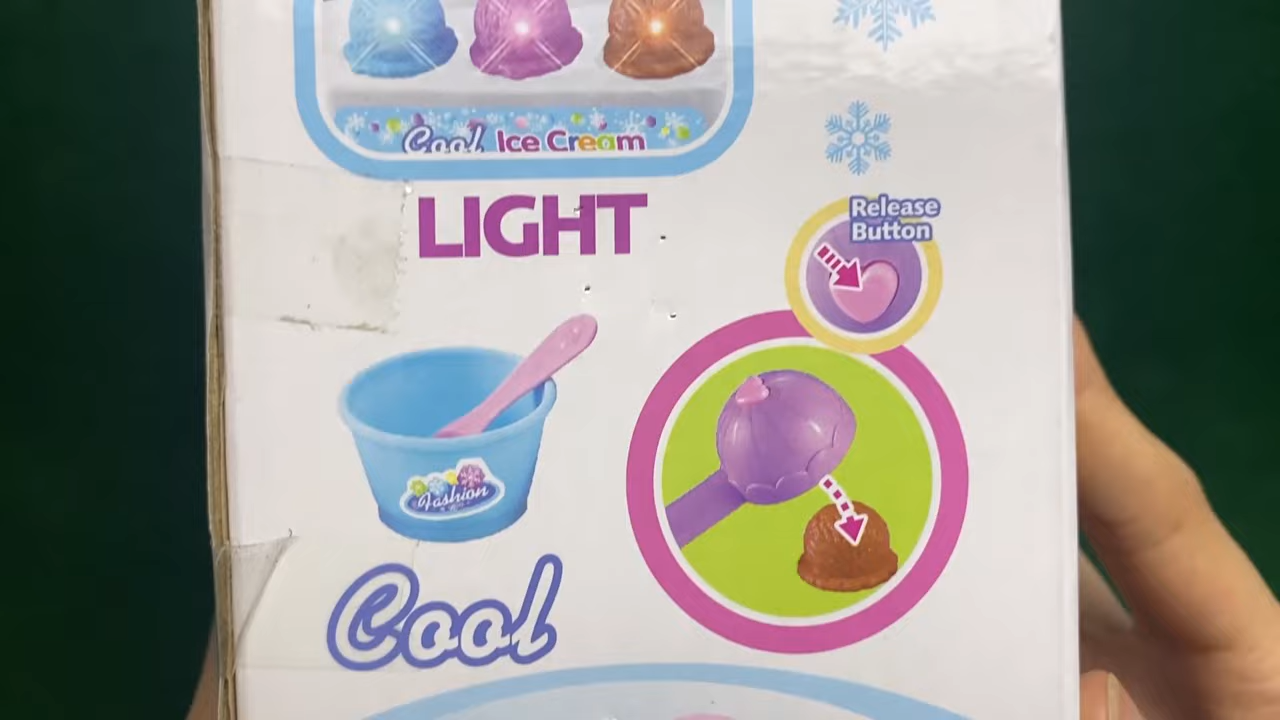 Cool Ice Cream
LIGHT
Release
Button
Fashion
Cool